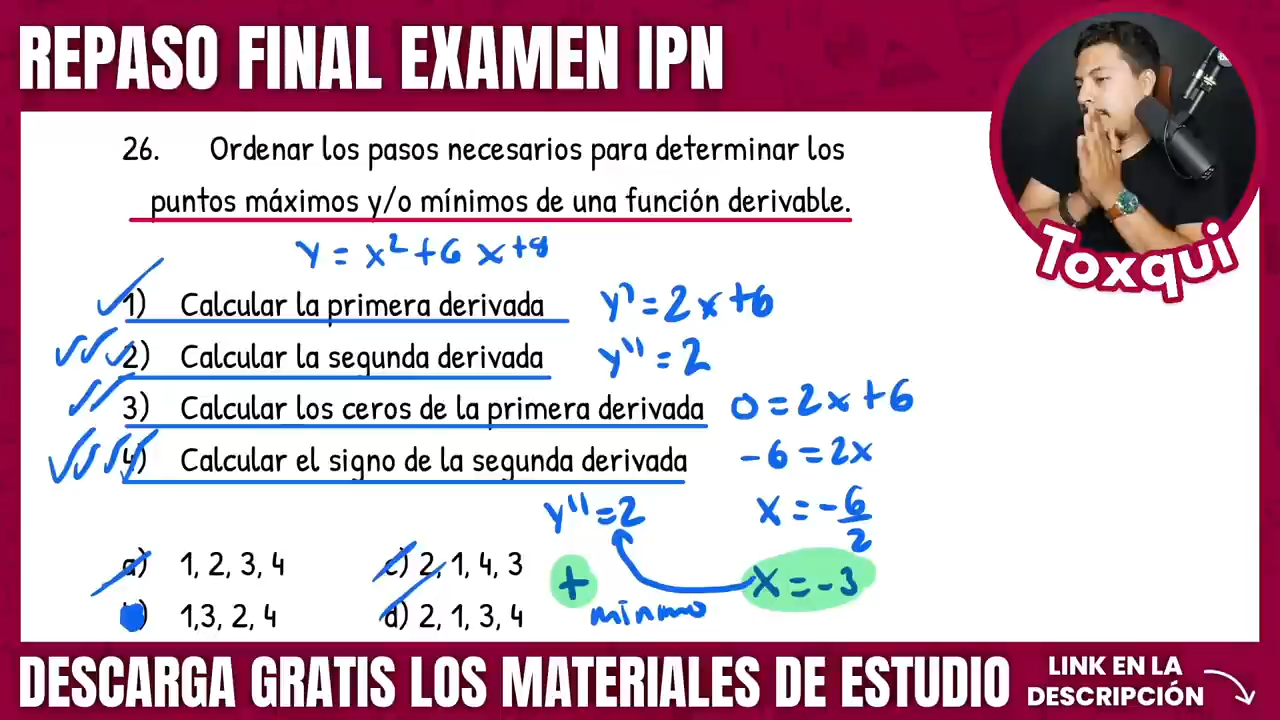 REPASO FINAL EXAMEN IPN
26. Ordenar los pasos necesarios para determinar los
puntos máximos y/o mínimos de una función derivable.
y = x² + 6 x + 8
1) Calcular la primera derivada y' = 2x + 6
2) Calcular la segunda derivada y'' = 2
3) Calcular los ceros de la primera derivada 0 = 2x + 6
4) Calcular el signo de la segunda derivada -6 = 2x
y'' = 2 x = -6/2
a) 1, 2, 3, 4 c) 2, 1, 4, 3 + x = -3
b) 1,3, 2, 4 d) 2, 1, 3, 4 mínimo
Toxqui
DESCARGA GRATIS LOS MATERIALES DE ESTUDIO
LINK EN LA
DESCRIPCIÓN